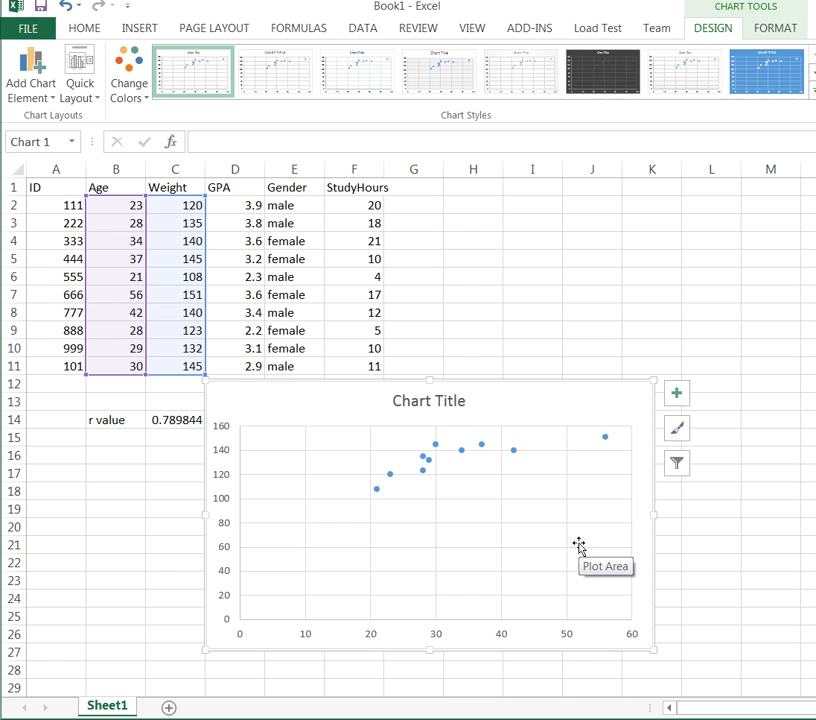 Book1 - Excel
CHART TOOLS
FILE HOME INSERT PAGE LAYOUT FORMULAS DATA REVIEW VIEW ADD-INS Load Test Team DESIGN FORMAT
Add Chart Quick Change
Element Layout Colors
Chart Layouts Chart Styles
Chart 1 fx
A B C D E F G H I J K L M
1 ID Age Weight GPA Gender StudyHours
2 111 23 120 3.9 male 20
3 222 28 135 3.8 male 18
4 333 34 140 3.6 female 21
5 444 37 145 3.2 female 10
6 555 21 108 2.3 male 4
7 666 56 151 3.6 female 17
8 777 42 140 3.4 male 12
9 888 28 123 2.2 female 5
10 999 29 132 3.1 female 10
11 101 30 145 2.9 male 11
12
13 Chart Title
14 r value 0.789844 160
15 140
16
17 120
18 100
19
20 80
21 60
22 Plot Area
23 40
24 20
25
26 0
27 0 10 20 30 40 50 60
28
29
Sheet1